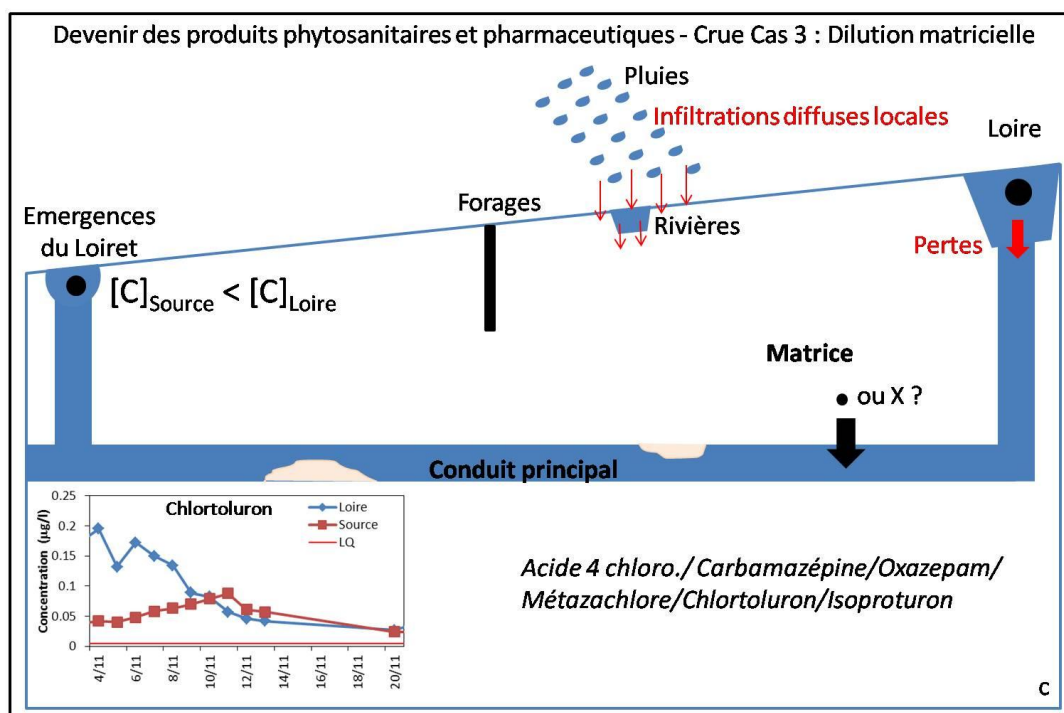 Devenir des produits phytosanitaires et pharmaceutiques - Crue Cas 3 : Dilution matricielle
Pluies
Infiltrations diffuses locales
Loire
Emergences
du Loiret
Forages
Rivières
Pertes
[C]Source < [C]Loire
Matrice
ou X ?
Conduit principal
Chlortoluron
Loire
Source
LQ
Concentration (µg/l)
0.25
0.2
0.15
0.1
0.05
0
4/11
6/11
8/11
10/11
12/11
14/11
16/11
18/11
20/11
Acide 4 chloro./ Carbamazépine/Oxazepam/
Métazachlore/Chlortoluron/Isoproturon
c